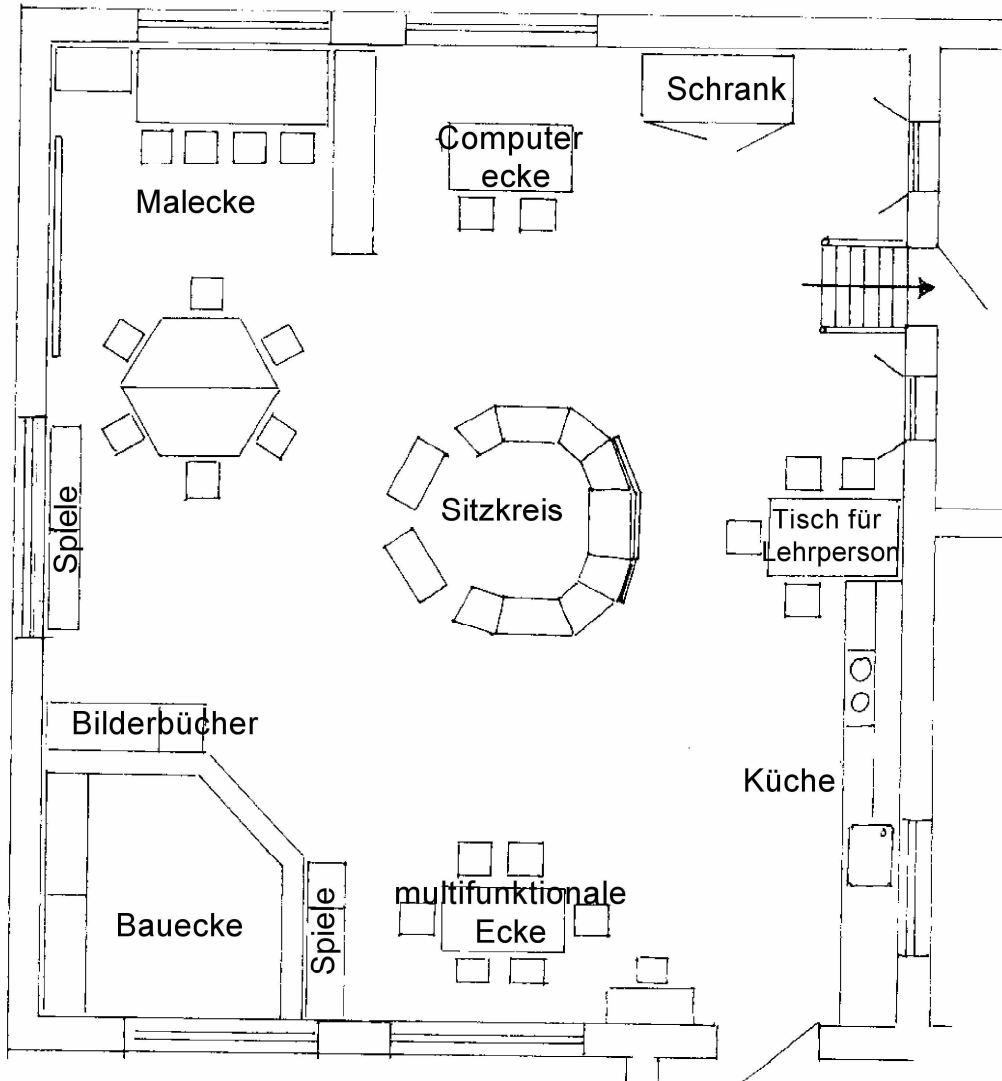 Schrank
Computer
ecke
Malecke
Spiele
Sitzkreis
Tisch für
Lehrperson
Bilderbücher
Küche
Bauecke
Spiele
multifunktionale
Ecke